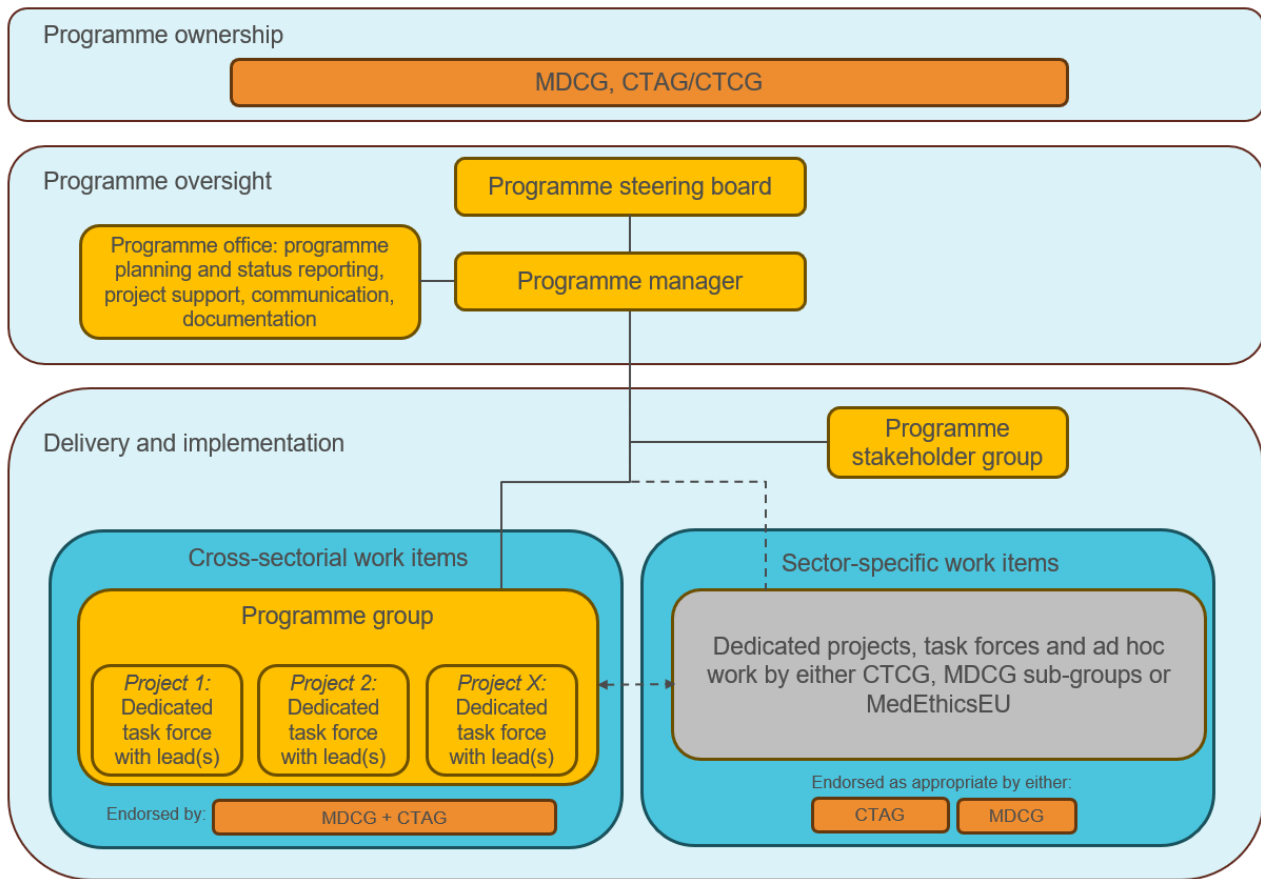 Programme ownership
MDCG, CTAG/CTCG
Programme oversight
Programme steering board
Programme office: programme
planning and status reporting,
project support, communication,
documentation
Programme manager
Delivery and implementation
Programme
stakeholder group
Cross-sectorial work items
Programme group
Project 1:
Dedicated
task force
with lead(s)
Project 2:
Dedicated
task force
with lead(s)
Project X:
Dedicated
task force
with lead(s)
Endorsed by:
MDCG + CTAG
Sector-specific work items
Dedicated projects, task forces and ad hoc
work by either CTCG, MDCG sub-groups or
MedEthicsEU
Endorsed as appropriate by either:
CTAG
MDCG